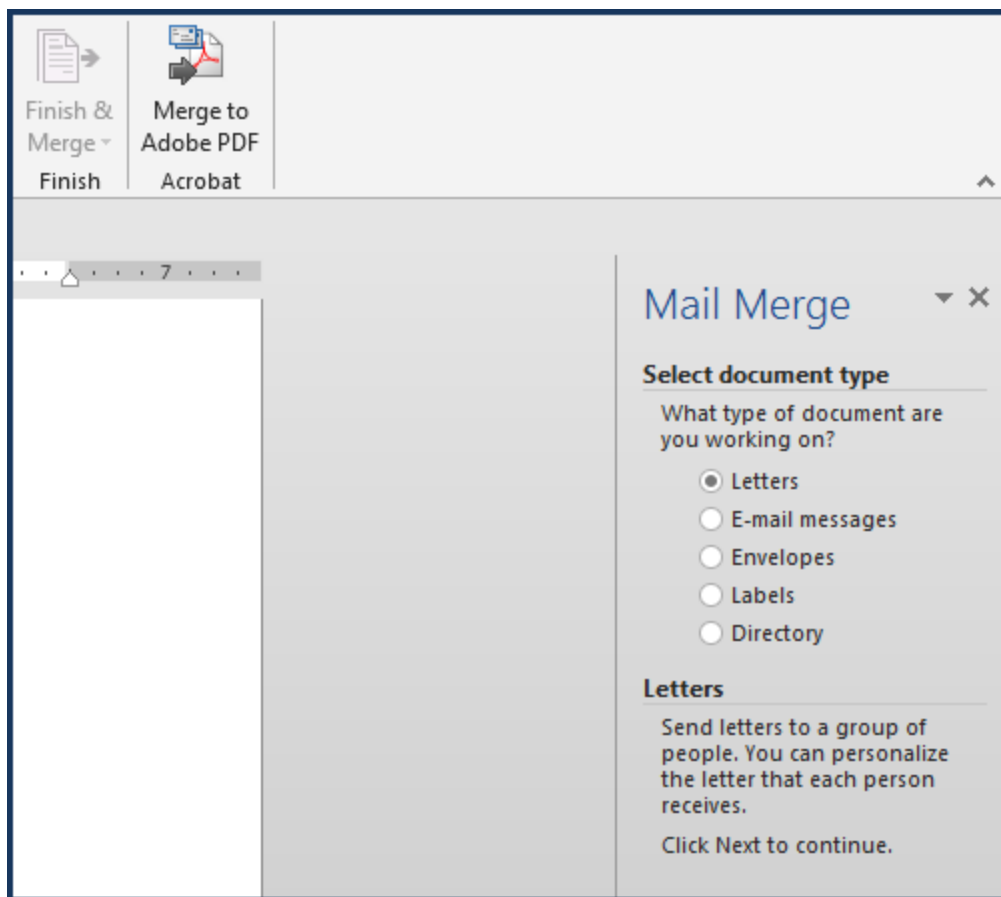 Finish &
Merge
Finish
Merge to
Adobe PDF
Acrobat
7
Mail Merge
Select document type
What type of document are
you working on?
Letters
E-mail messages
Envelopes
Labels
Directory
Letters
Send letters to a group of
people. You can personalize
the letter that each person
receives.
Click Next to continue.